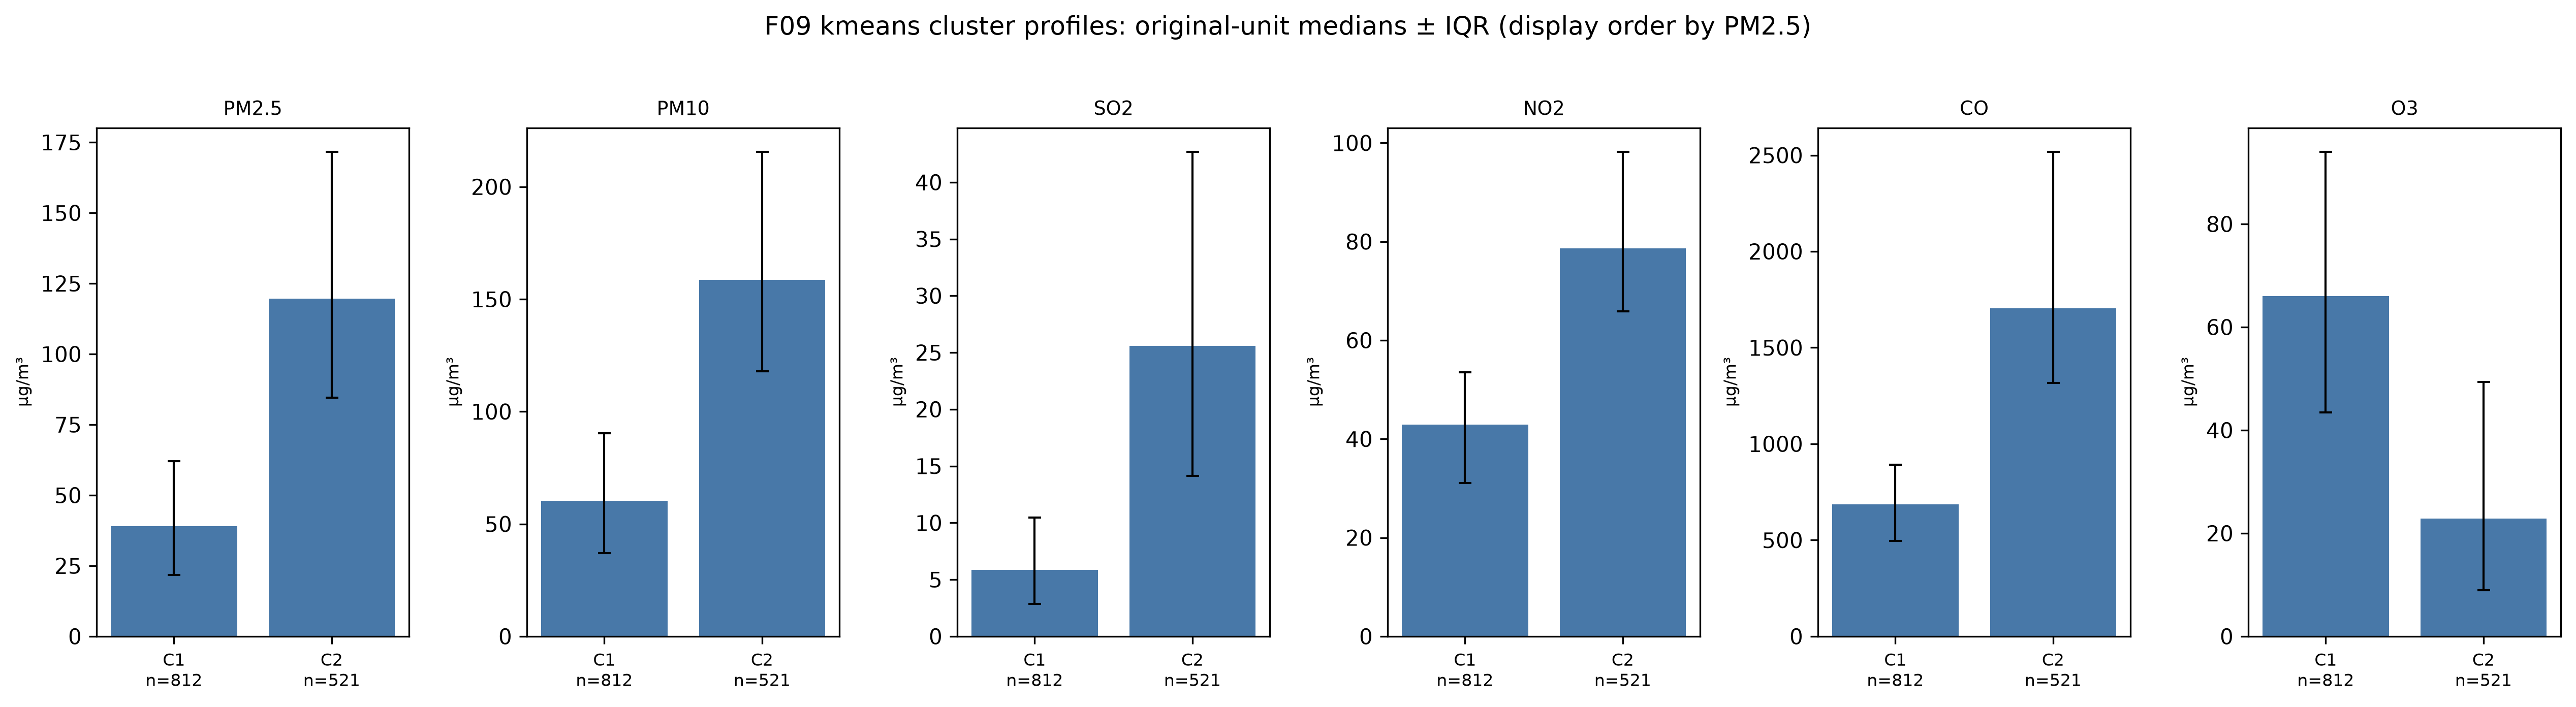 F09 kmeans cluster profiles: original-unit medians ± IQR (display order by PM2.5)
PM2.5
µg/m³
175
150
125
100
75
50
25
0
C1
n=812
C2
n=521
PM10
µg/m³
200
150
100
50
0
C1
n=812
C2
n=521
SO2
µg/m³
40
35
30
25
20
15
10
5
0
C1
n=812
C2
n=521
NO2
µg/m³
100
80
60
40
20
0
C1
n=812
C2
n=521
CO
µg/m³
2500
2000
1500
1000
500
0
C1
n=812
C2
n=521
O3
µg/m³
80
60
40
20
0
C1
n=812
C2
n=521